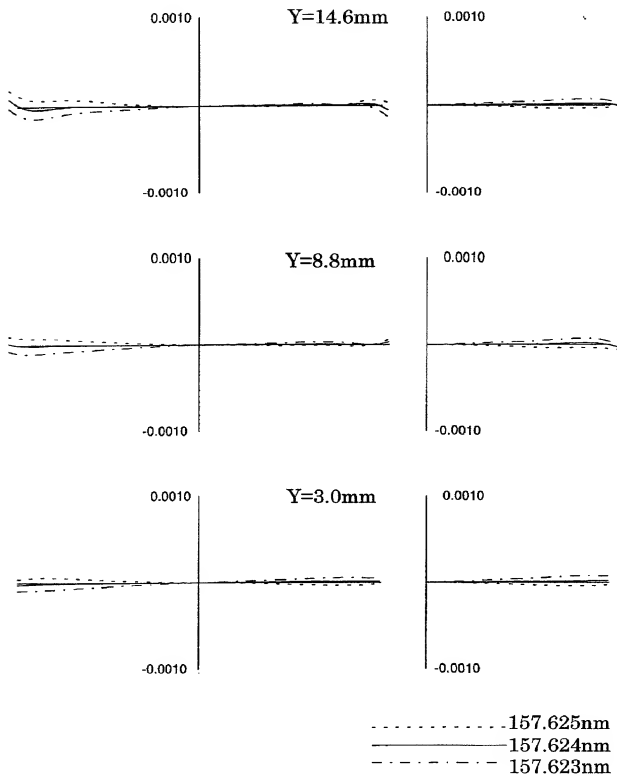 0.0010 Y=14.6mm 0.0010
-0.0010 -0.0010
0.0010 Y=8.8mm 0.0010
-0.0010 -0.0010
0.0010 Y=3.0mm 0.0010
-0.0010 -0.0010
157.625nm
157.624nm
157.623nm